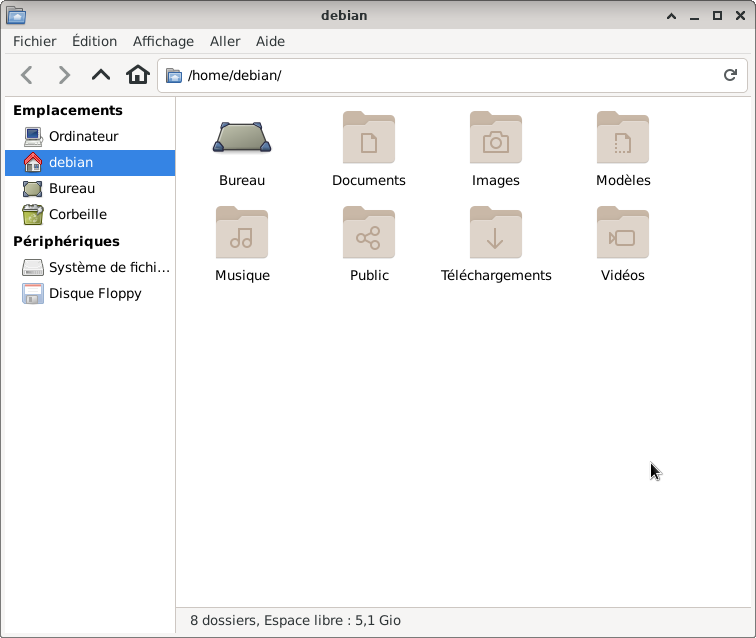 debian
Fichier Édition Affichage Aller Aide
/home/debian/
Emplacements
Ordinateur
debian
Bureau
Corbeille
Périphériques
Système de fichi...
Disque Floppy
Bureau Documents Images Modèles
Musique Public Téléchargements Vidéos
8 dossiers, Espace libre : 5,1 Gio